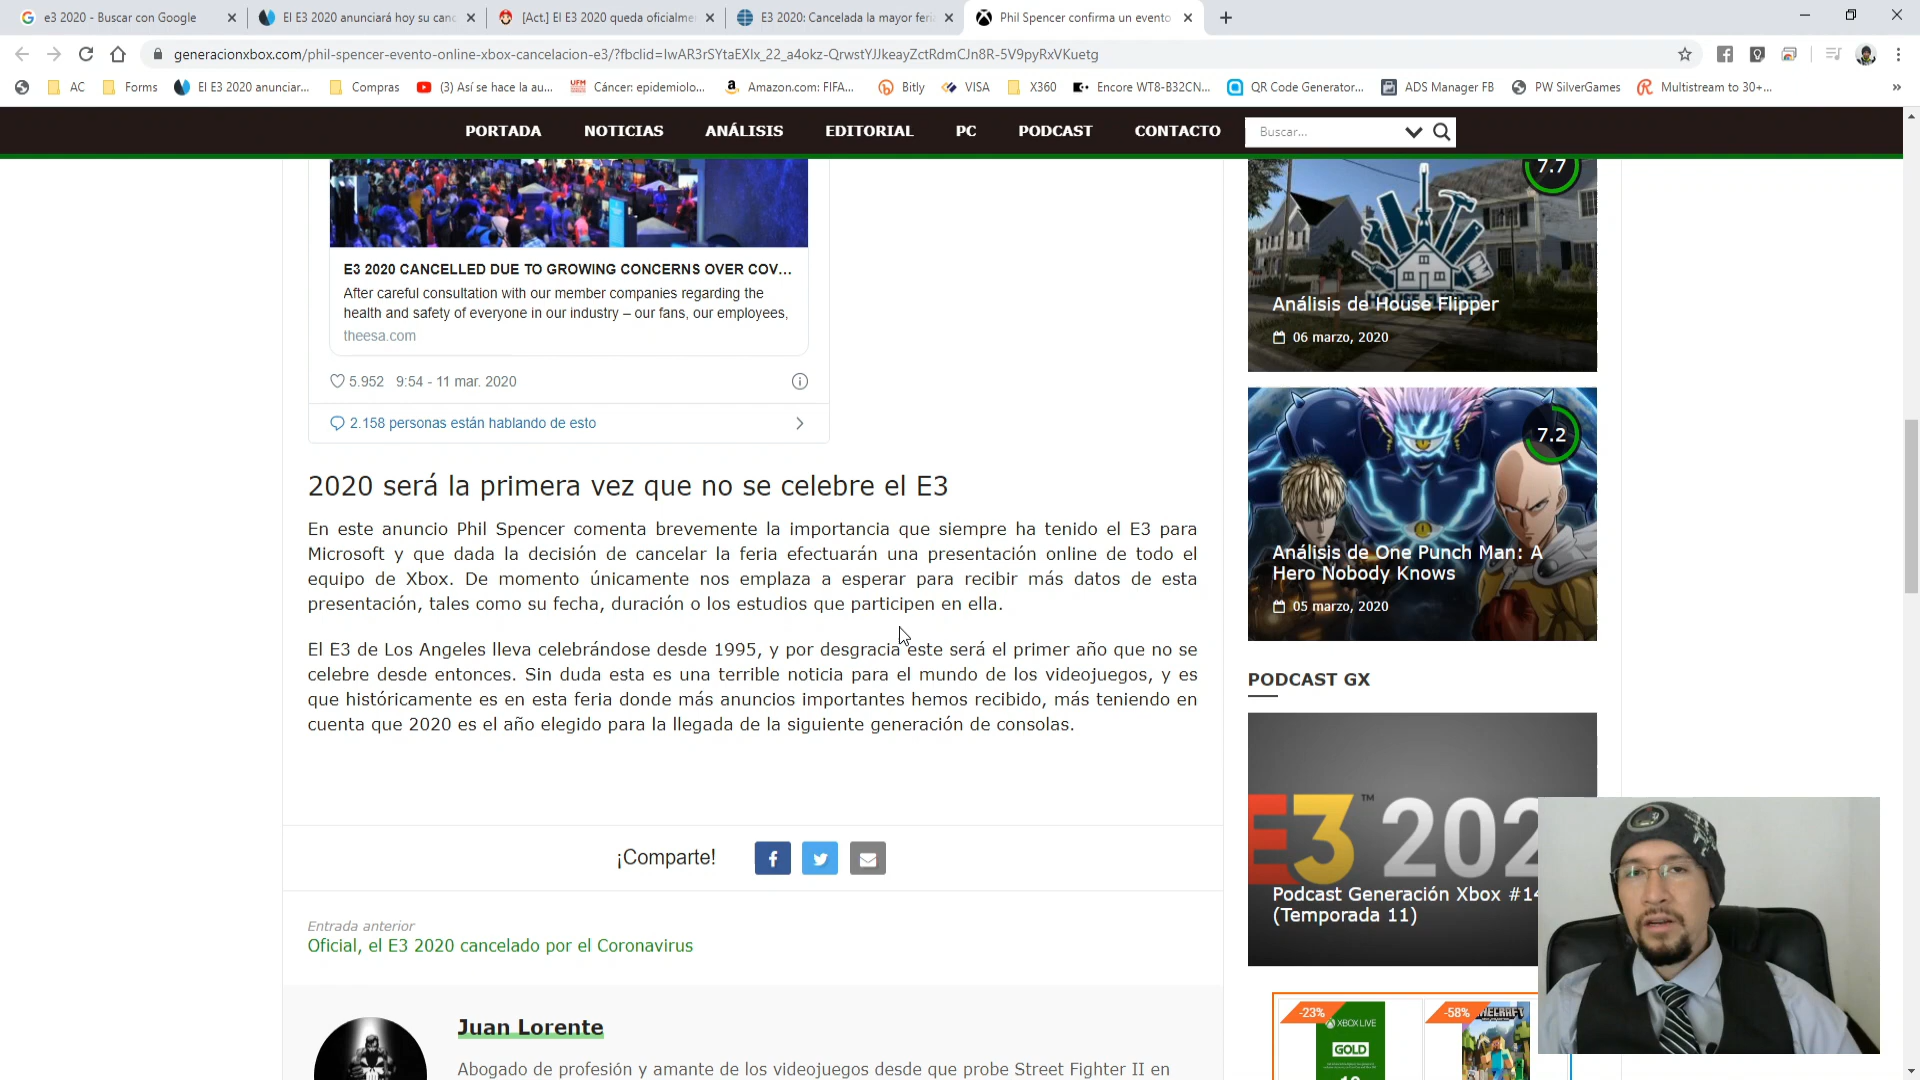 e3 2020 - Buscar con Google
El E3 2020 anunciará hoy su canc
[Act.] El E3 2020 queda oficialme
E3 2020: Cancelada la mayor feri
Phil Spencer confirma un evento
generacionxbox.com/phil-spencer-evento-online-xbox-cancelacion-e3/?fbclid=IwAR3rSYtaEXlx_22_a4okz-QrwstYJJkeayZctRdmCJn8R-5V9pyRxVKuetg
AC
Forms
El E3 2020 anunciar...
Compras
(3) Así se hace la au...
UFM
Cáncer: epidemiolo...
Amazon.com: FIFA...
Bitly
VISA
X360
Encore WT8-B32CN...
QR Code Generator...
ADS Manager FB
PW SilverGames
Multistream to 30+...
PORTADA
NOTICIAS
ANÁLISIS
EDITORIAL
PC
PODCAST
CONTACTO
Buscar...
E3 2020 CANCELLED DUE TO GROWING CONCERNS OVER COV...
After careful consultation with our member companies regarding the
health and safety of everyone in our industry – our fans, our employees,
theesa.com
5.952 9:54 - 11 mar. 2020
2.158 personas están hablando de esto
2020 será la primera vez que no se celebre el E3
En este anuncio Phil Spencer comenta brevemente la importancia que siempre ha tenido el E3 para
Microsoft y que dada la decisión de cancelar la feria efectuarán una presentación online de todo el
equipo de Xbox. De momento únicamente nos emplaza a esperar para recibir más datos de esta
presentación, tales como su fecha, duración o los estudios que participen en ella.
El E3 de Los Angeles lleva celebrándose desde 1995, y por desgracia este será el primer año que no se
celebre desde entonces. Sin duda esta es una terrible noticia para el mundo de los videojuegos, y es
que históricamente es en esta feria donde más anuncios importantes hemos recibido, más teniendo en
cuenta que 2020 es el año elegido para la llegada de la siguiente generación de consolas.
¡Comparte!
Entrada anterior
Oficial, el E3 2020 cancelado por el Coronavirus
Juan Lorente
Abogado de profesión y amante de los videojuegos desde que probe Street Fighter II en
7.7
HOUSE FLIPPER
Análisis de House Flipper
06 marzo, 2020
7.2
Análisis de One Punch Man: A
Hero Nobody Knows
05 marzo, 2020
PODCAST GX
E3™ 202
Podcast Generación Xbox #14
(Temporada 11)
-23%
XBOX LIVE
GOLD
-58%
MINECRAFT